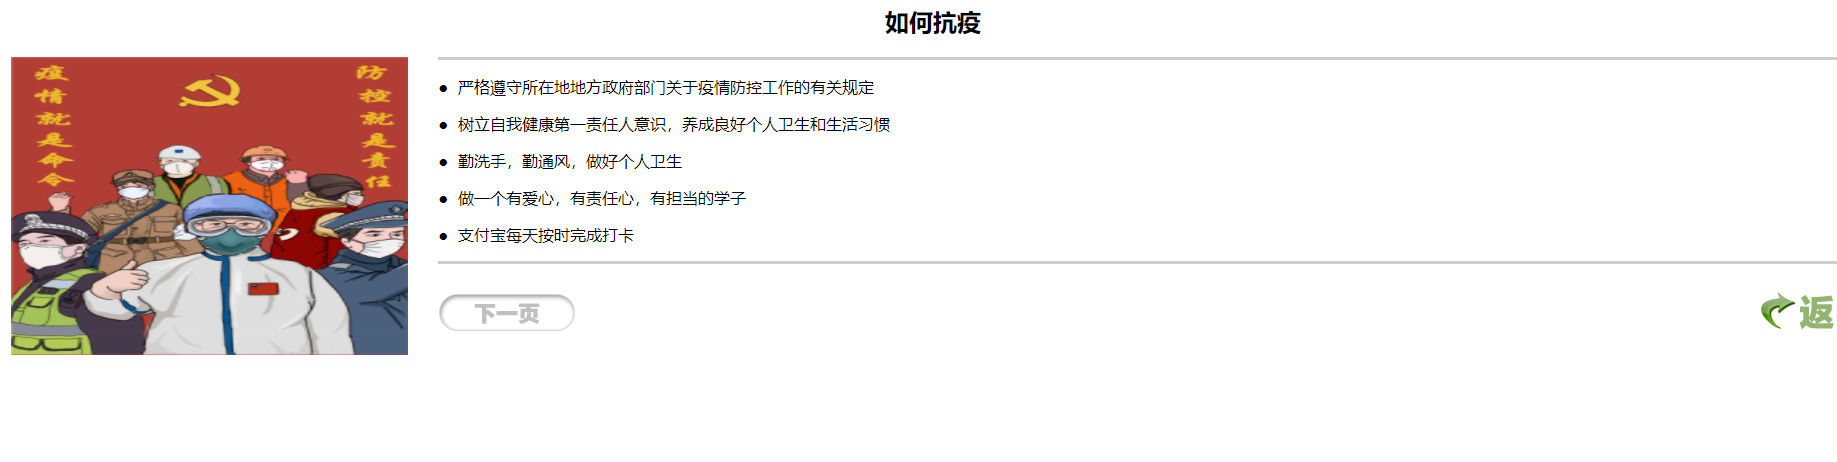 如何抗疫
疫情就是命令
防控就是责任
严格遵守所在地地方政府部门关于疫情防控工作的有关规定
树立自我健康第一责任人意识，养成良好个人卫生和生活习惯
勤洗手，勤通风，做好个人卫生
做一个有爱心，有责任心，有担当的学子
支付宝每天按时完成打卡
下一页
返